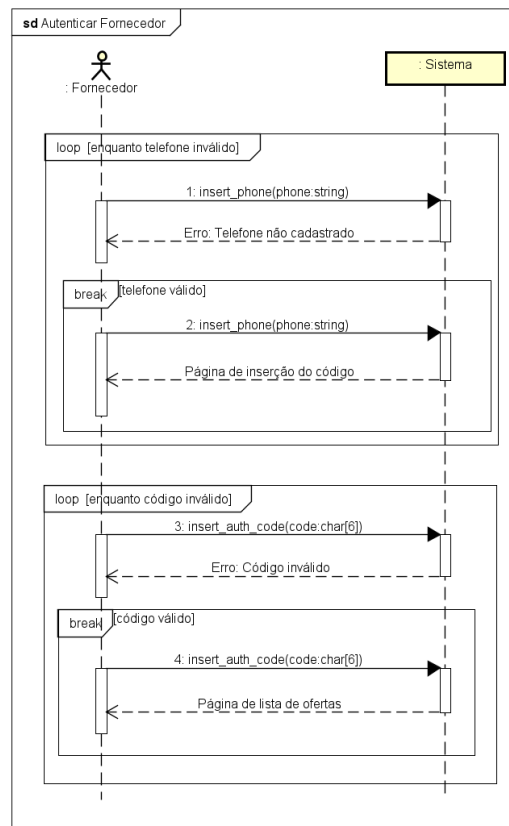 sd Autenticar Fornecedor
: Fornecedor
: Sistema
loop [enquanto telefone inválido]
1: insert_phone(phone:string)
Erro: Telefone não cadastrado
break [telefone válido]
2: insert_phone(phone:string)
Página de inserção do código
loop [enquanto código inválido]
3: insert_auth_code(code:char[6])
Erro: Código inválido
break [código válido]
4: insert_auth_code(code:char[6])
Página de lista de ofertas